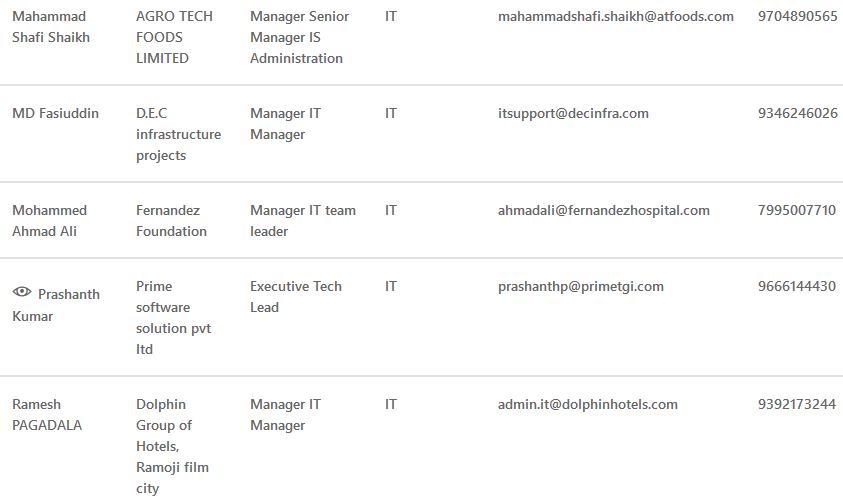 Mahammad Shafi Shaikh AGRO TECH FOODS LIMITED Manager Senior Manager IS Administration IT mahammadshafi.shaikh@atfoods.com 9704890565
MD Fasiuddin D.E.C infrastructure projects Manager IT Manager IT itsupport@decinfra.com 9346246026
Mohammed Ahmad Ali Fernandez Foundation Manager IT team leader IT ahmadali@fernandezhospital.com 7995007710
Prashanth Kumar Prime software solution pvt ltd Executive Tech Lead IT prashanthp@primetgi.com 9666144430
Ramesh PAGADALA Dolphin Group of Hotels, Ramoji film city Manager IT Manager IT admin.it@dolphinhotels.com 9392173244